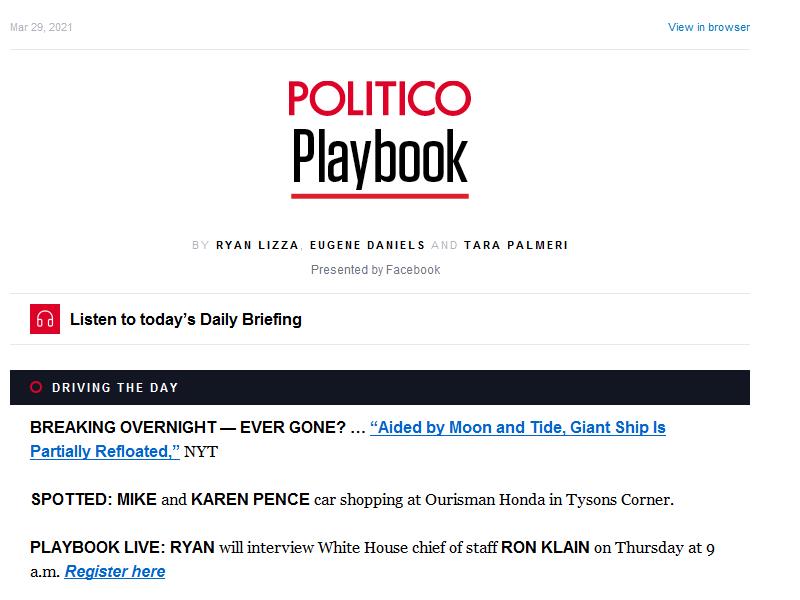 Mar 29, 2021
View in browser
POLITICO
Playbook
BY RYAN LIZZA, EUGENE DANIELS AND TARA PALMERI
Presented by Facebook
Listen to today's Daily Briefing
DRIVING THE DAY
BREAKING OVERNIGHT — EVER GONE? … “Aided by Moon and Tide, Giant Ship Is
Partially Refloated,” NYT
SPOTTED: MIKE and KAREN PENCE car shopping at Ourisman Honda in Tysons Corner.
PLAYBOOK LIVE: RYAN will interview White House chief of staff RON KLAIN on Thursday at 9
a.m. Register here